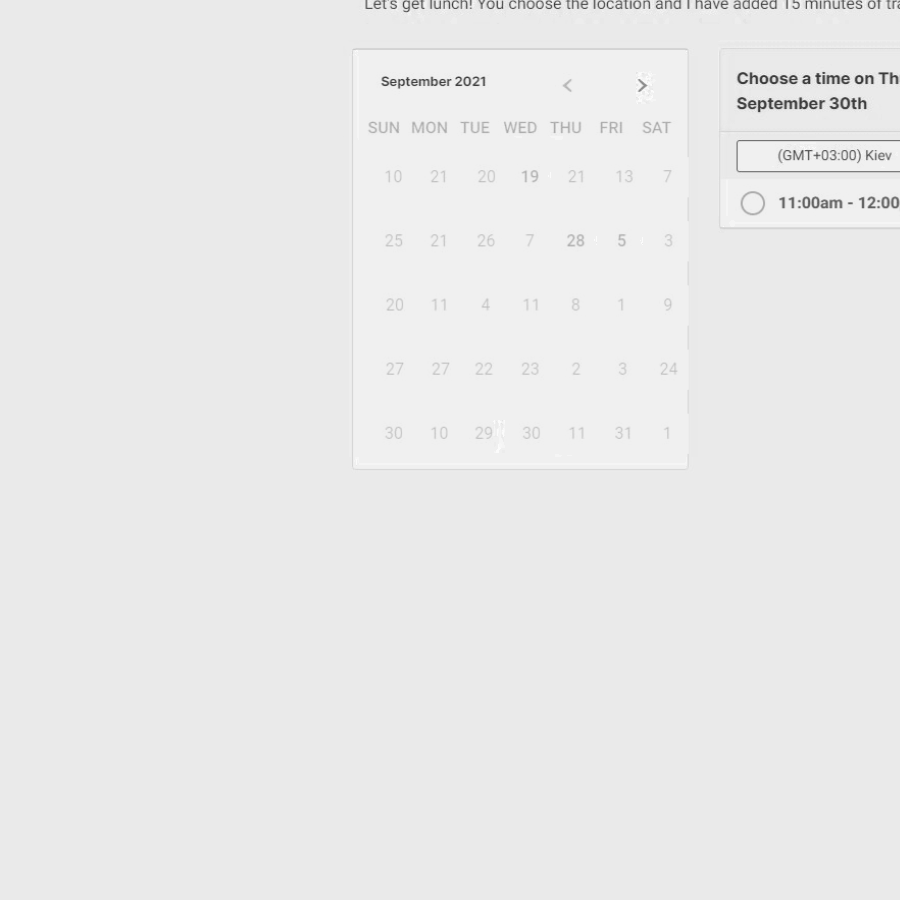 Let's get lunch! You choose the location and I have added 15 minutes of
September 2021
SUN MON TUE WED THU FRI SAT
10 21 20 19 21 13 7
25 21 26 7 28 5 3
20 11 4 11 8 1 9
27 27 22 23 2 3 24
30 10 29 30 11 31 1
Choose a time on
September 30th
(GMT+03:00) Kiev
11:00am - 12:00